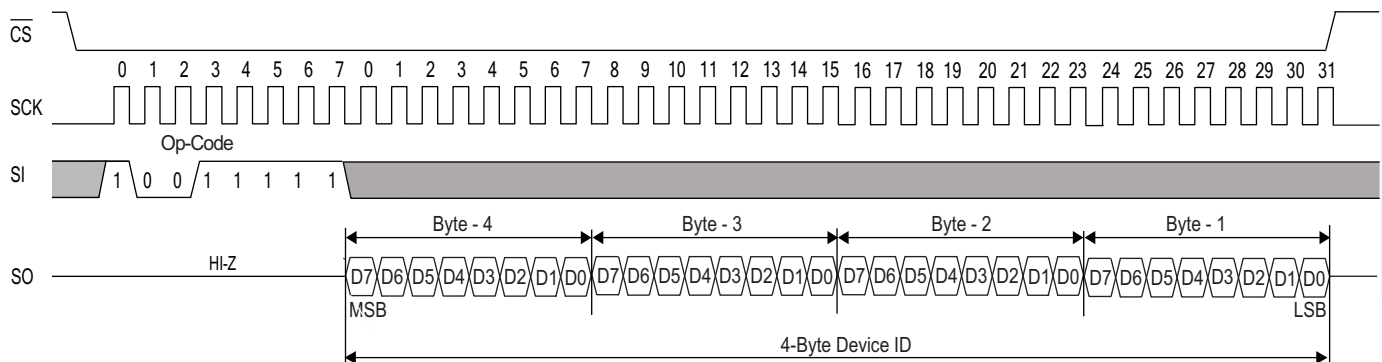 CS
0 1 2 3 4 5 6 7 0 1 2 3 4 5 6 7 8 9 10 11 12 13 14 15 16 17 18 19 20 21 22 23 24 25 26 27 28 29 30 31
SCK
Op-Code
SI
1 0 0 1 1 1 1 1
Byte - 4 Byte - 3 Byte - 2 Byte - 1
HI-Z
SO
D7 D6 D5 D4 D3 D2 D1 D0 D7 D6 D5 D4 D3 D2 D1 D0 D7 D6 D5 D4 D3 D2 D1 D0 D7 D6 D5 D4 D3 D2 D1 D0
MSB LSB
4-Byte Device ID